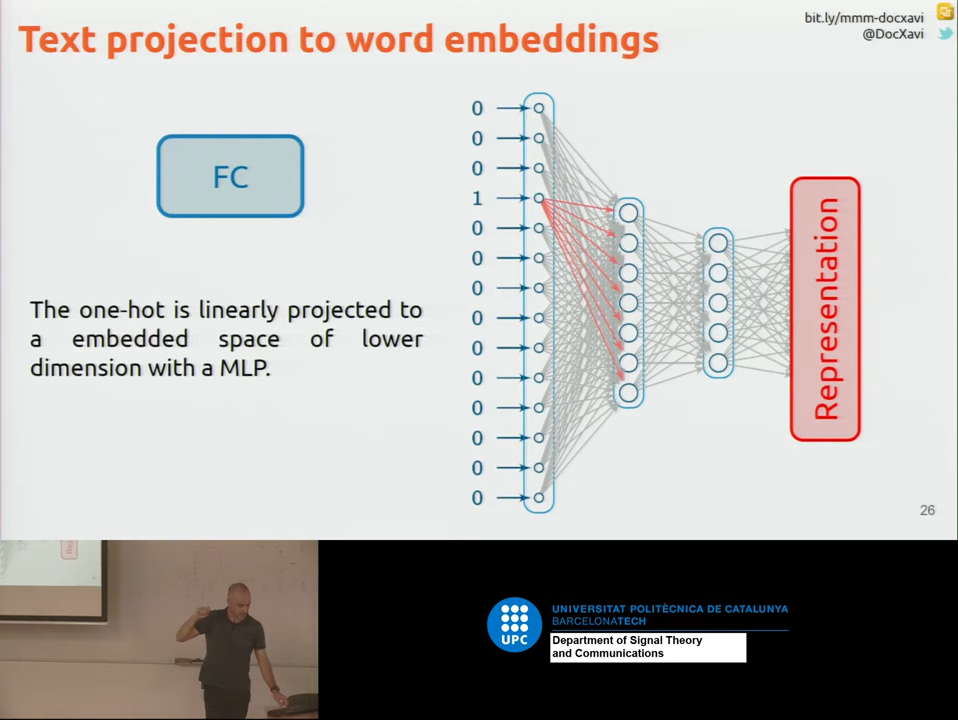 bit.ly/mmm-docxavi
@DocXavi
Text projection to word embeddings
FC
The one-hot is linearly projected to
a embedded space of lower
dimension with a MLP.
0
0
0
1
0
0
0
0
0
0
0
0
0
0
Representation
26
UPC
UNIVERSITAT POLITÈCNICA DE CATALUNYA
BARCELONATECH
Department of Signal Theory
and Communications